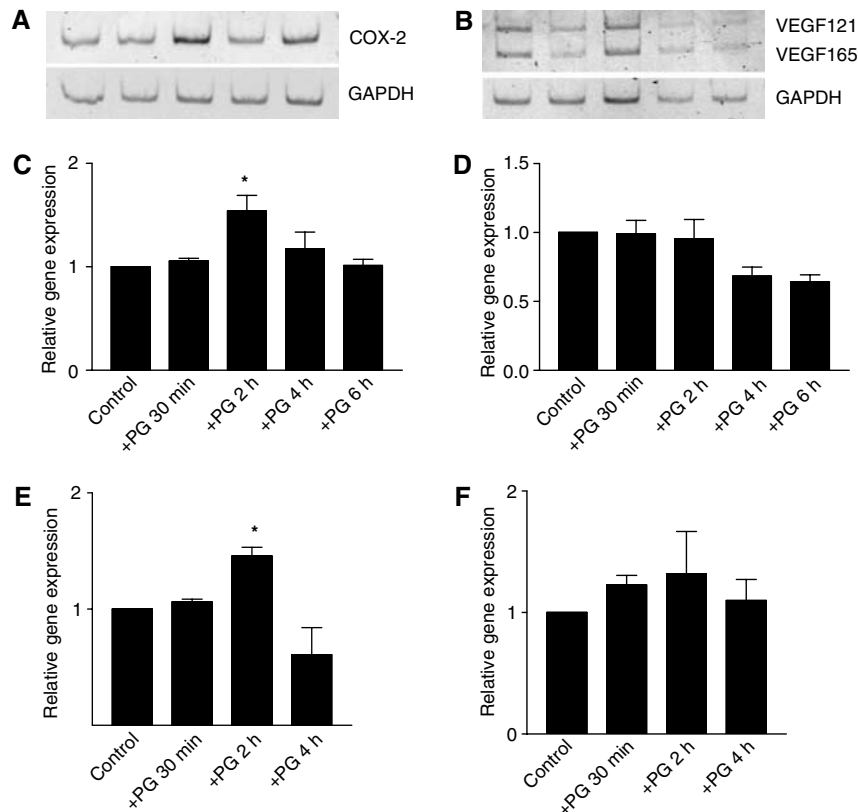 A
COX-2
GAPDH
B
VEGF121
VEGF165
GAPDH
C
Relative gene expression
2
1
0
Control
+PG 30 min
+PG 2 h
+PG 4 h
+PG 6 h
*
D
Relative gene expression
1.5
1.0
0.5
0.0
Control
+PG 30 min
+PG 2 h
+PG 4 h
+PG 6 h
E
Relative gene expression
2
1
Control
+PG 30 min
+PG 2 h
+PG 4 h
*
F
Relative gene expression
2
1
0
Control
+PG 30 min
+PG 2 h
+PG 4 h